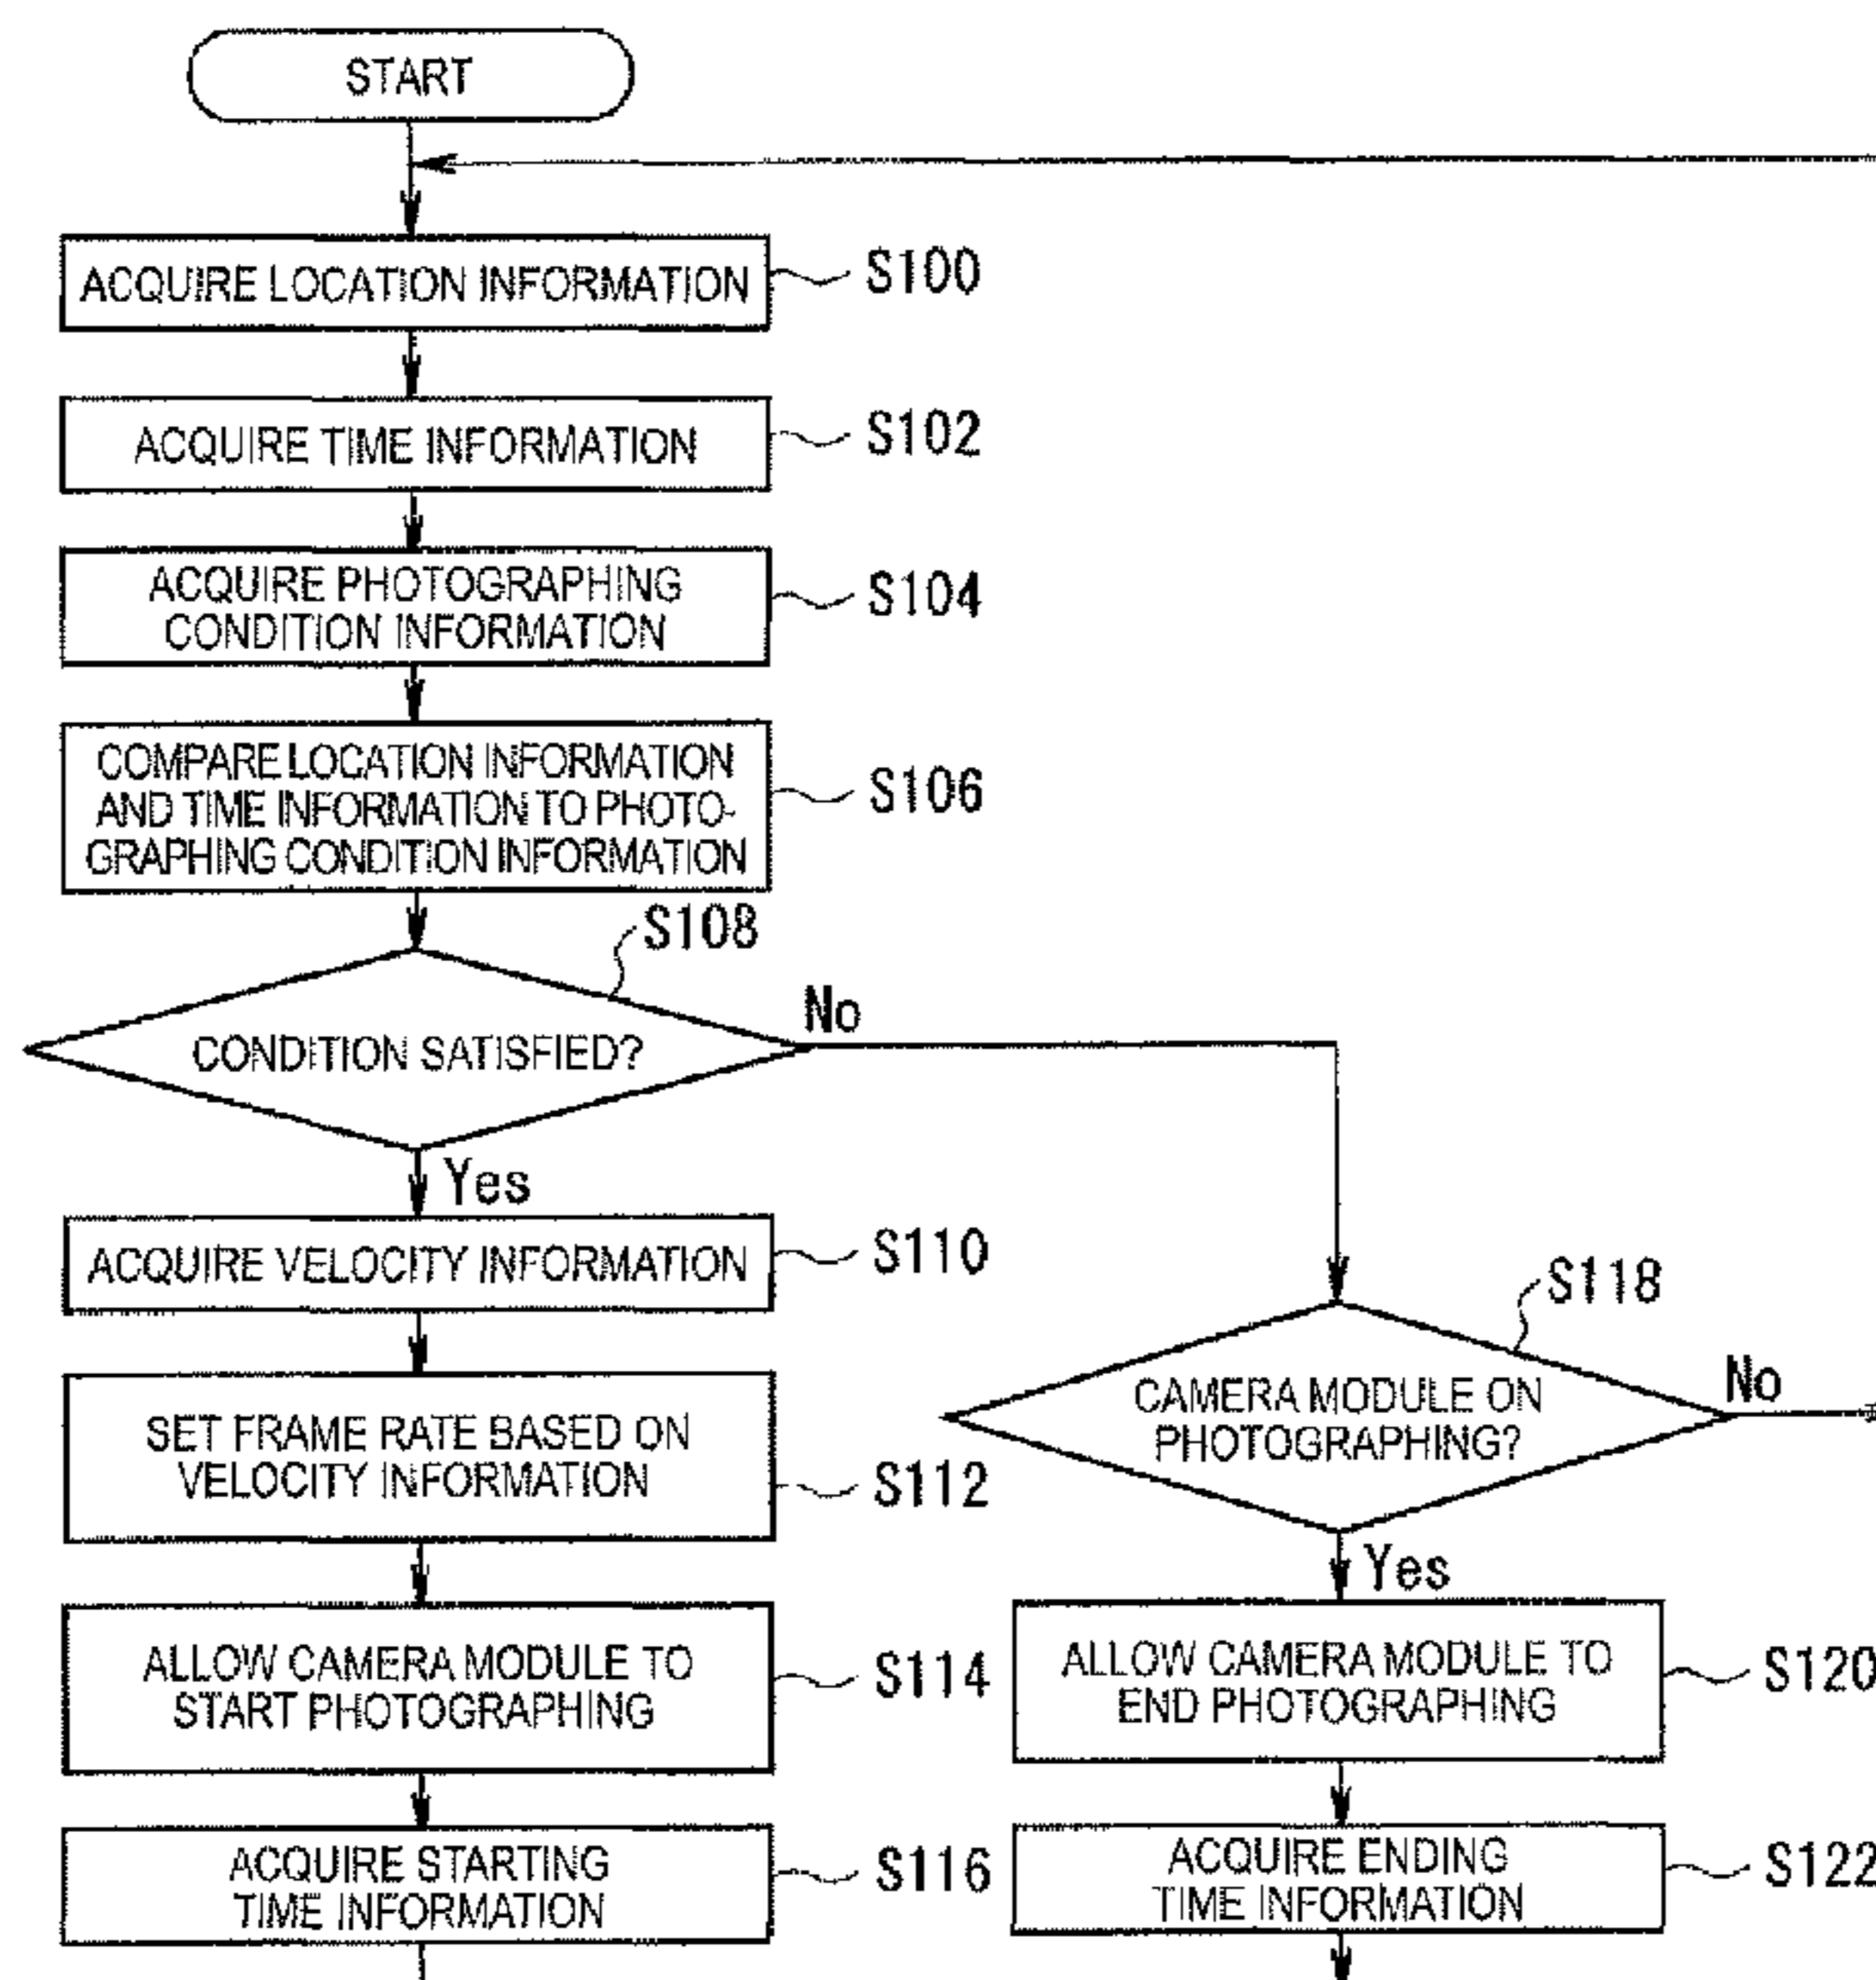 START
ACQUIRE LOCATION INFORMATION
S100
ACQUIRE TIME INFORMATION
S102
ACQUIRE PHOTOGRAPHING
CONDITION INFORMATION
S104
COMPARE LOCATION INFORMATION
AND TIME INFORMATION TO PHOTO-
GRAPHING CONDITION INFORMATION
S106
S108
CONDITION SATISFIED?
No
Yes
ACQUIRE VELOCITY INFORMATION
S110
SET FRAME RATE BASED ON
VELOCITY INFORMATION
S112
ALLOW CAMERA MODULE TO
START PHOTOGRAPHING
S114
ACQUIRE STARTING
TIME INFORMATION
S116
S118
CAMERA MODULE ON
PHOTOGRAPHING?
No
Yes
ALLOW CAMERA MODULE TO
END PHOTOGRAPHING
S120
ACQUIRE ENDING
TIME INFORMATION
S122